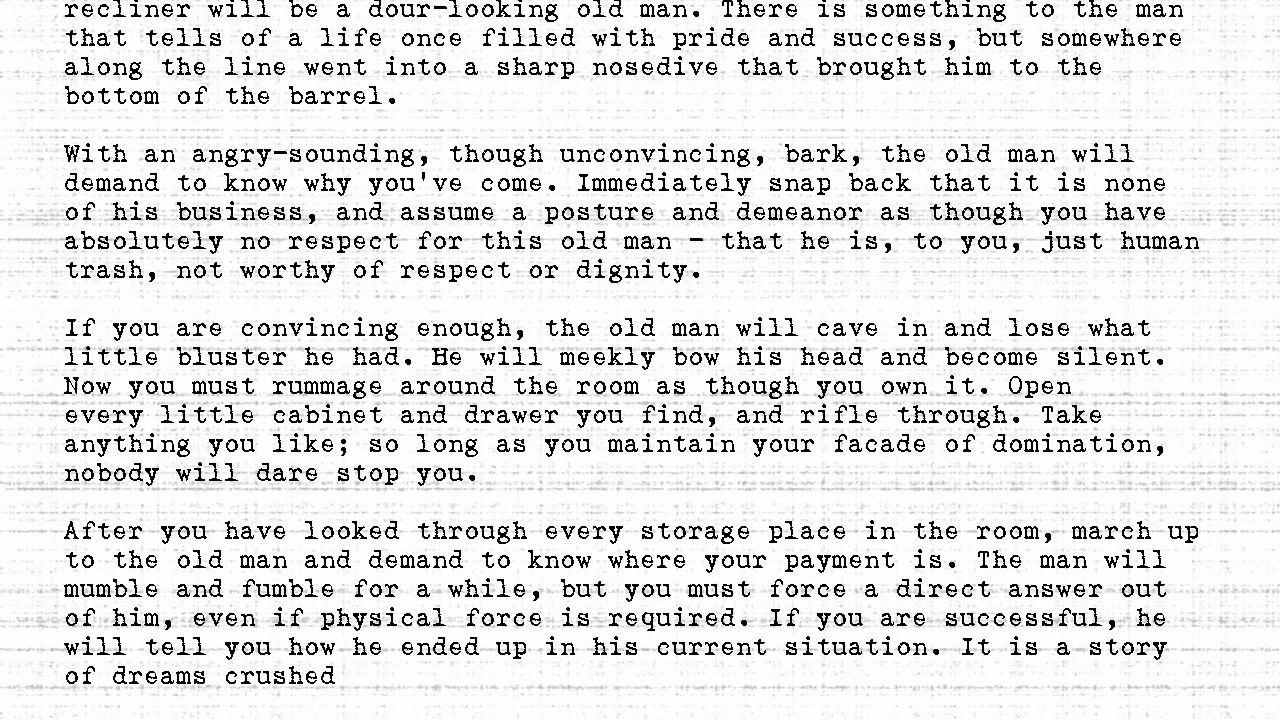 recliner will be a dour-looking old man. There is something to the man
that tells of a life once filled with pride and success, but somewhere
along the line went into a sharp nosedive that brought him to the
bottom of the barrel.
With an angry-sounding, though unconvincing, bark, the old man will
demand to know why you've come. Immediately snap back that it is none
of his business, and assume a posture and demeanor as though you have
absolutely no respect for this old man - that he is, to you, just human
trash, not worthy of respect or dignity.
If you are convincing enough, the old man will cave in and lose what
little bluster he had. He will meekly bow his head and become silent.
Now you must rummage around the room as though you own it. Open
every little cabinet and drawer you find, and rifle through. Take
anything you like; so long as you maintain your facade of domination,
nobody will dare stop you.
After you have looked through every storage place in the room, march up
to the old man and demand to know where your payment is. The man will
mumble and fumble for a while, but you must force a direct answer out
of him, even if physical force is required. If you are successful, he
will tell you how he ended up in his current situation. It is a story
of dreams crushed